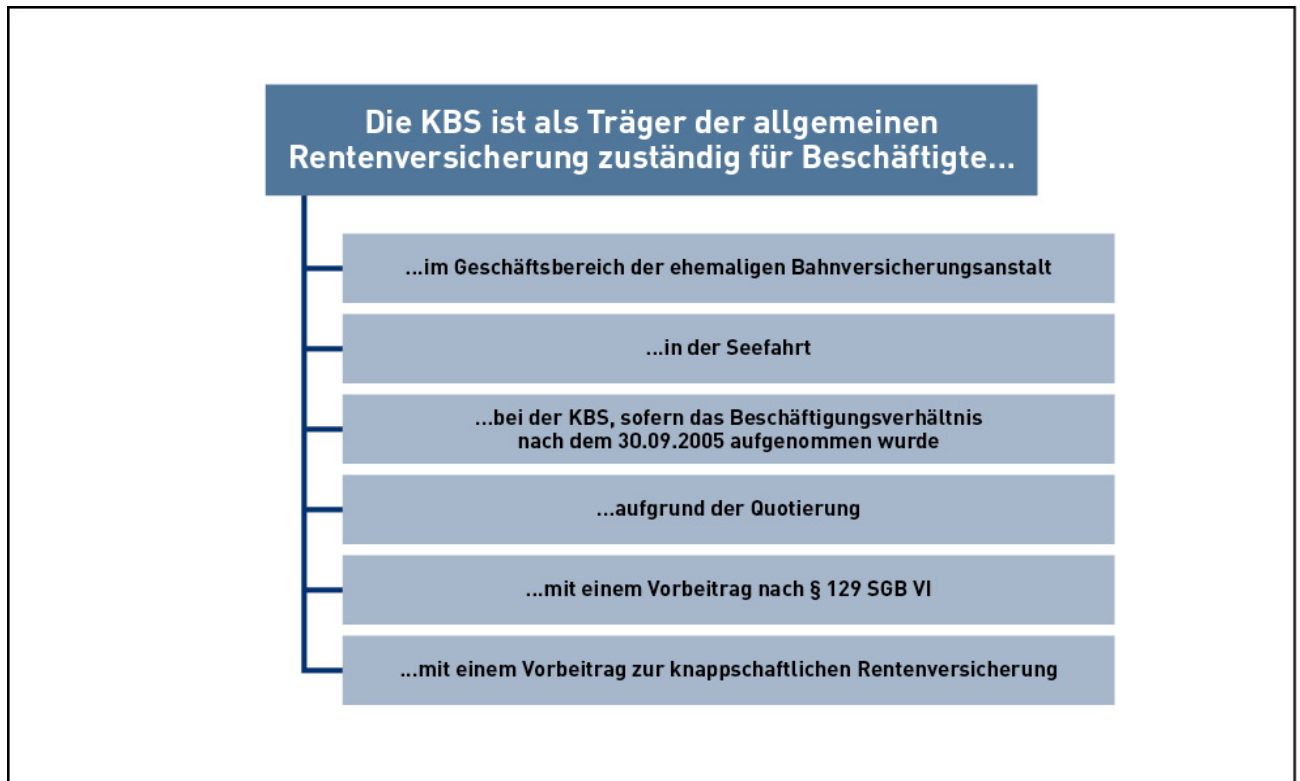 Die KBS ist als Träger der allgemeinen
Rentenversicherung zuständig für Beschäftigte...
...im Geschäftsbereich der ehemaligen Bahnversicherungsanstalt
...in der Seefahrt
...bei der KBS, sofern das Beschäftigungsverhältnis
nach dem 30.09.2005 aufgenommen wurde
...aufgrund der Quotierung
...mit einem Vorbeitrag nach § 129 SGB VI
...mit einem Vorbeitrag zur knappschaftlichen Rentenversicherung